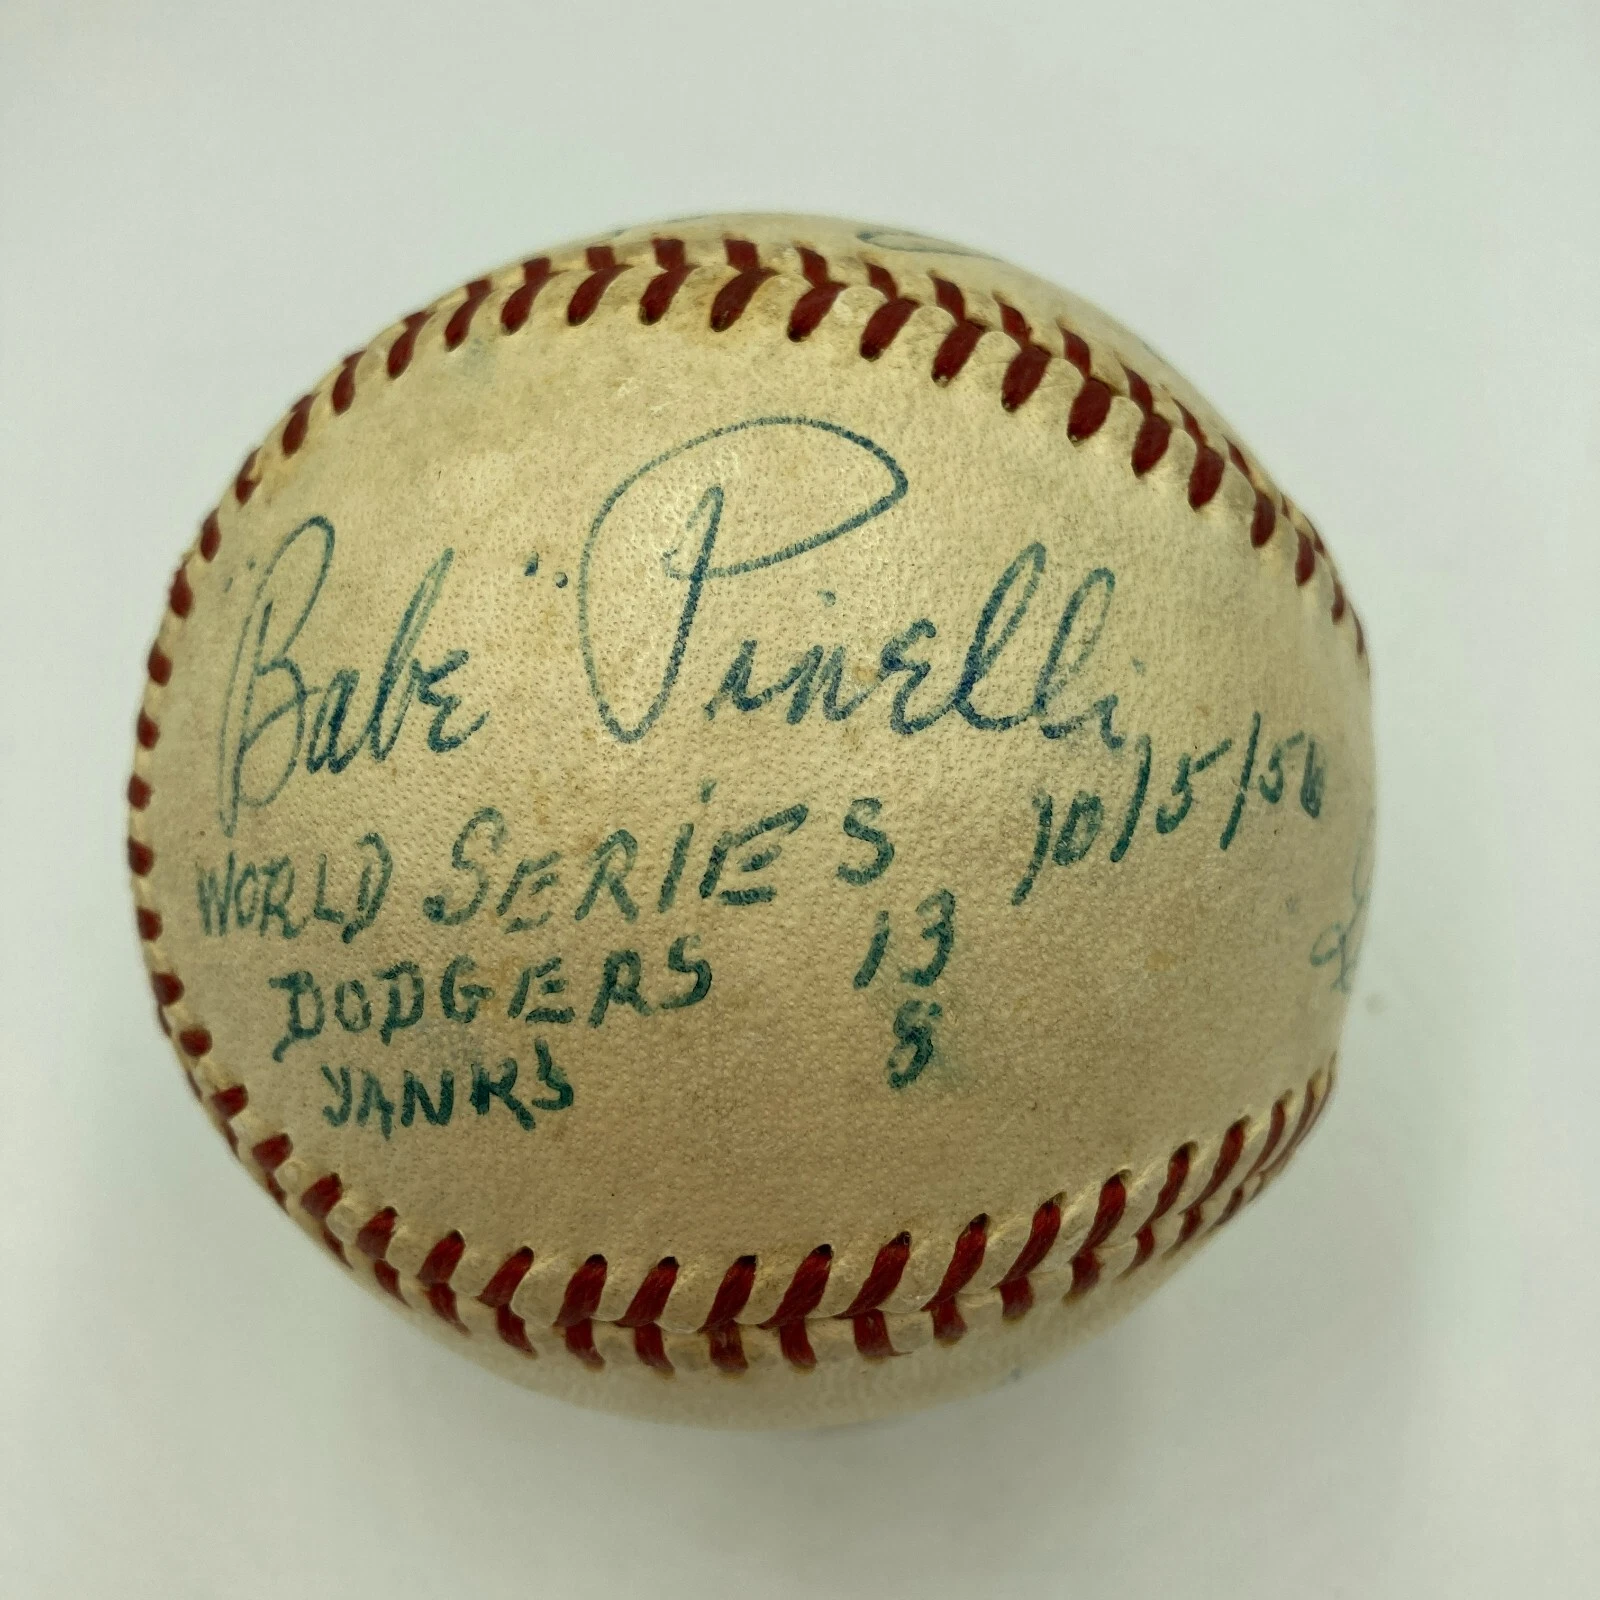 "Babe" Pinelli
WORLD SERIES 10/5/56
DODGERS 13
YANKS 8